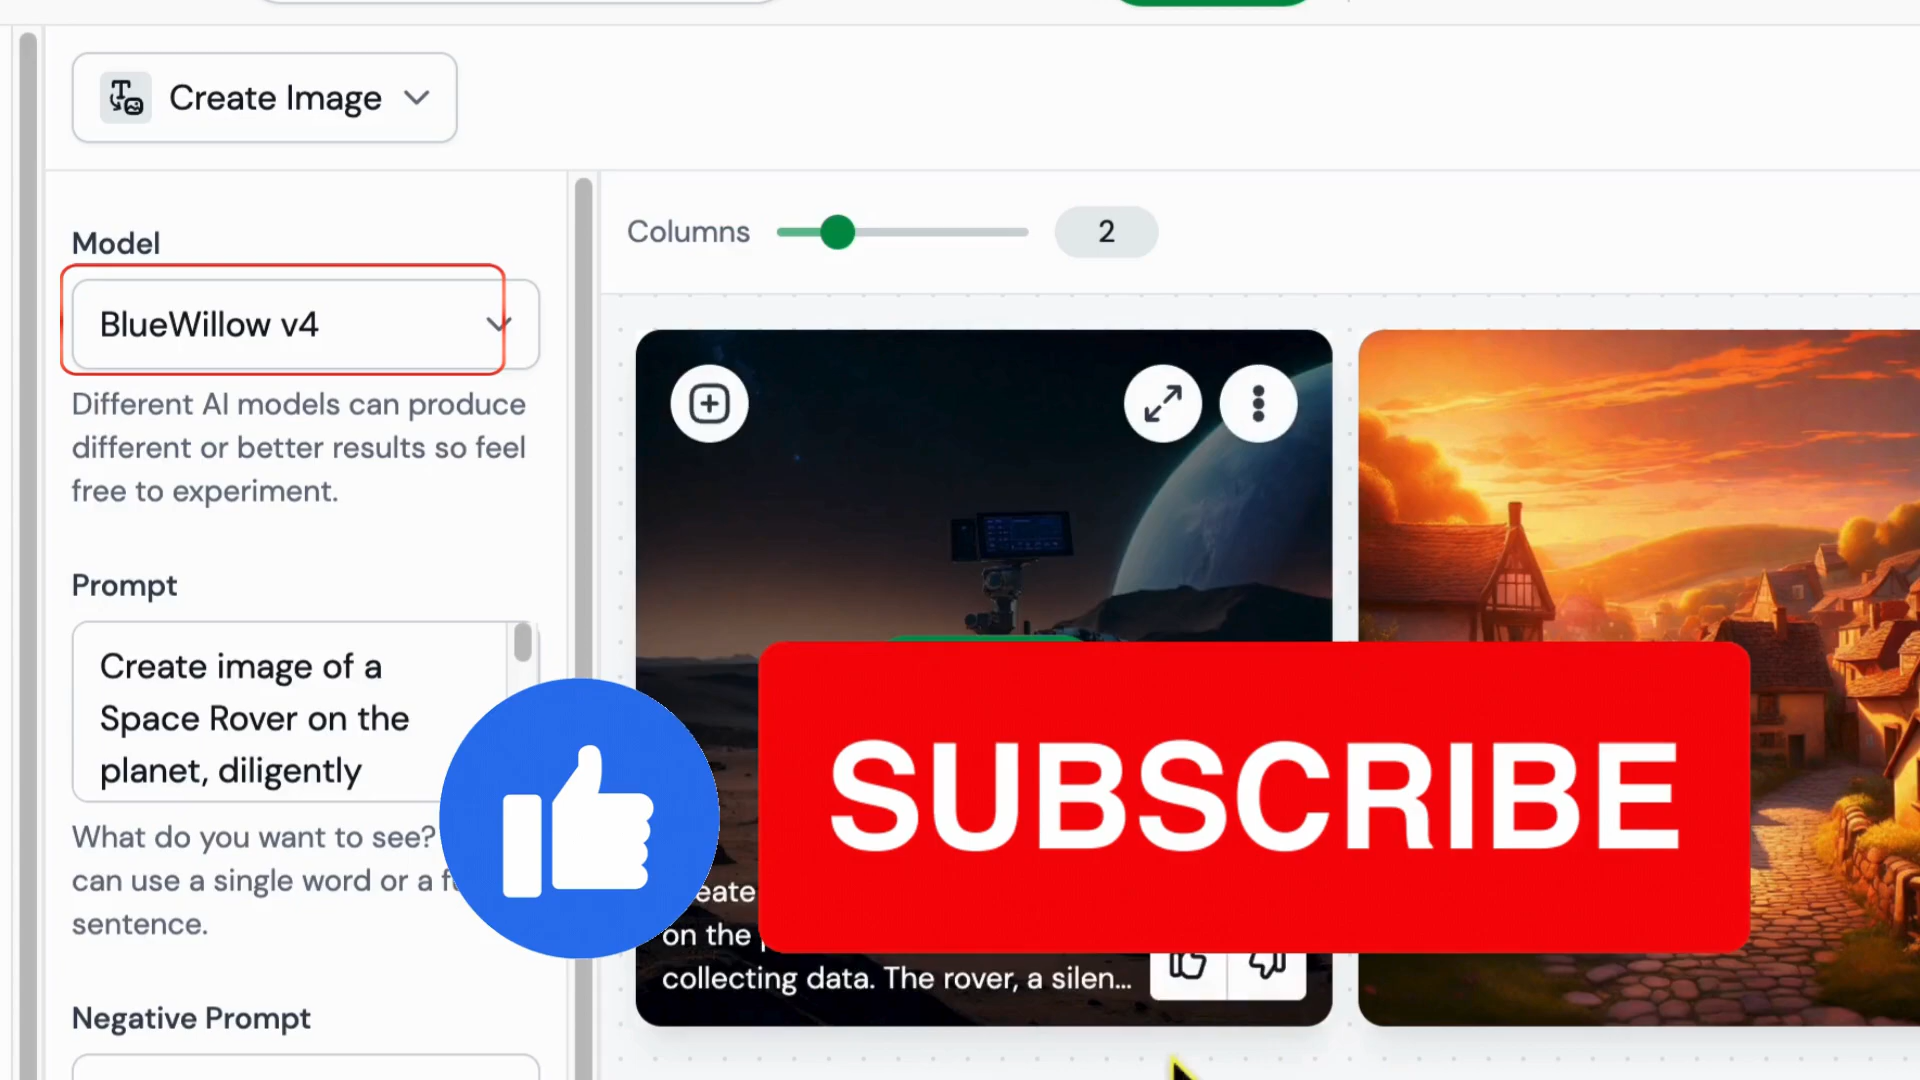 Create Image
Model
BlueWillow v4
Different AI models can produce
different or better results so feel
free to experiment.
Prompt
Create image of a
Space Rover on the
planet, diligently
What do you want to see?
can use a single word or a f
sentence.
Negative Prompt
Columns
2
SUBSCRIBE
eate
on the
collecting data. The rover, a silen...